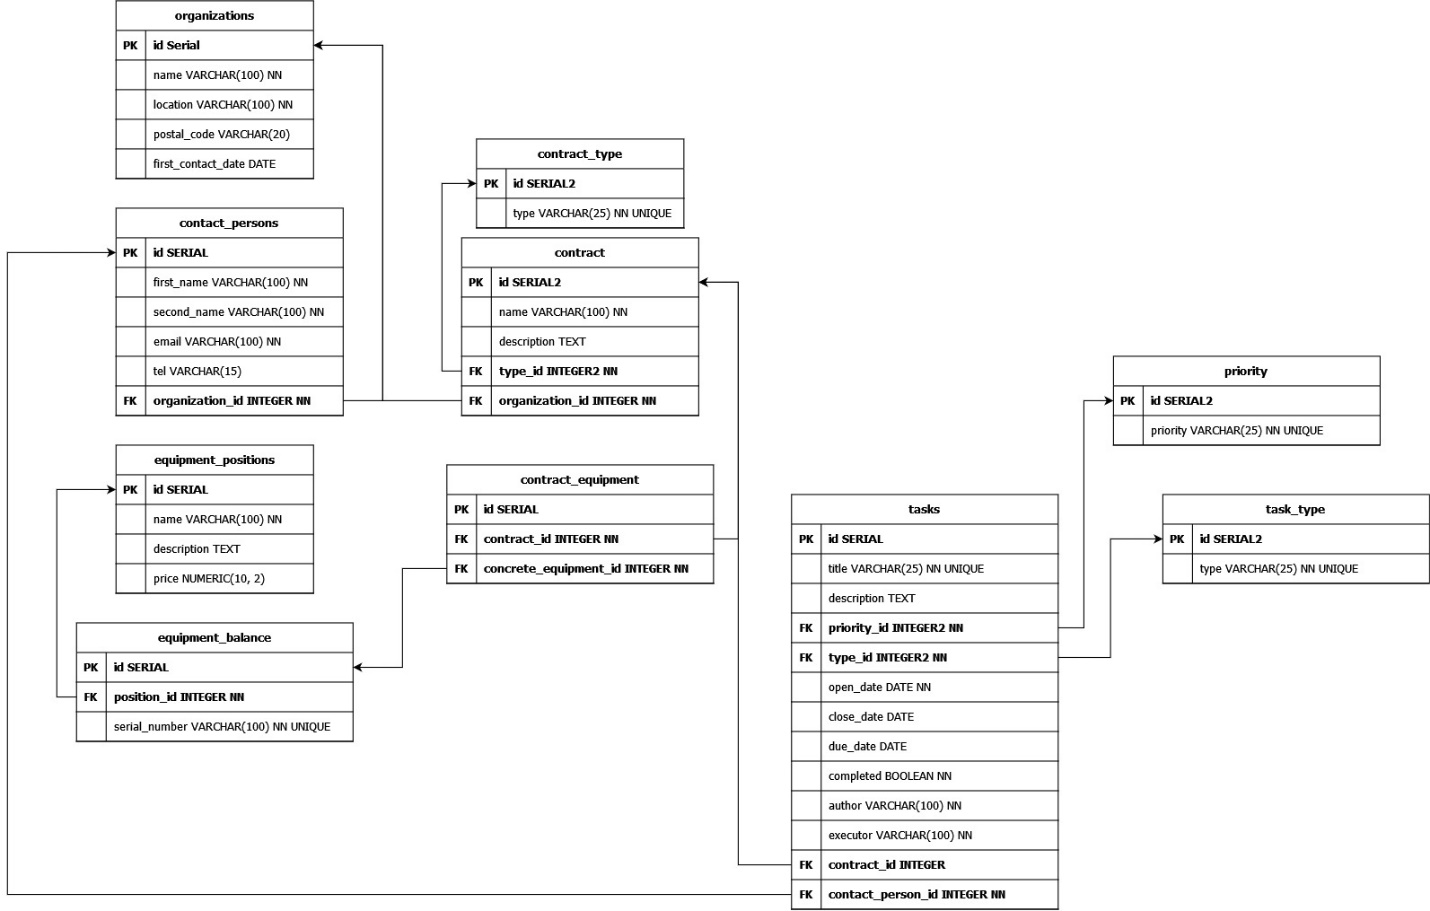 organizations
PK id Serial
name VARCHAR(100) NN
location VARCHAR(100) NN
postal_code VARCHAR(20)
first_contact_date DATE
contact_persons
PK id SERIAL
first_name VARCHAR(100) NN
second_name VARCHAR(100) NN
email VARCHAR(100) NN
tel VARCHAR(15)
FK organization_id INTEGER NN
equipment_positions
PK id SERIAL
name VARCHAR(100) NN
description TEXT
price NUMERIC(10, 2)
equipment_balance
PK id SERIAL
FK position_id INTEGER NN
serial_number VARCHAR(100) NN UNIQUE
contract_type
PK id SERIAL2
type VARCHAR(25) NN UNIQUE
contract
PK id SERIAL2
name VARCHAR(100) NN
description TEXT
FK type_id INTEGER2 NN
FK organization_id INTEGER NN
contract_equipment
PK id SERIAL
FK contract_id INTEGER NN
FK concrete_equipment_id INTEGER NN
tasks
PK id SERIAL
title VARCHAR(25) NN UNIQUE
description TEXT
FK priority_id INTEGER2 NN
FK type_id INTEGER2 NN
open_date DATE NN
close_date DATE
due_date DATE
completed BOOLEAN NN
author VARCHAR(100) NN
executor VARCHAR(100) NN
FK contract_id INTEGER
FK contact_person_id INTEGER NN
priority
PK id SERIAL2
priority VARCHAR(25) NN UNIQUE
task_type
PK id SERIAL2
type VARCHAR(25) NN UNIQUE